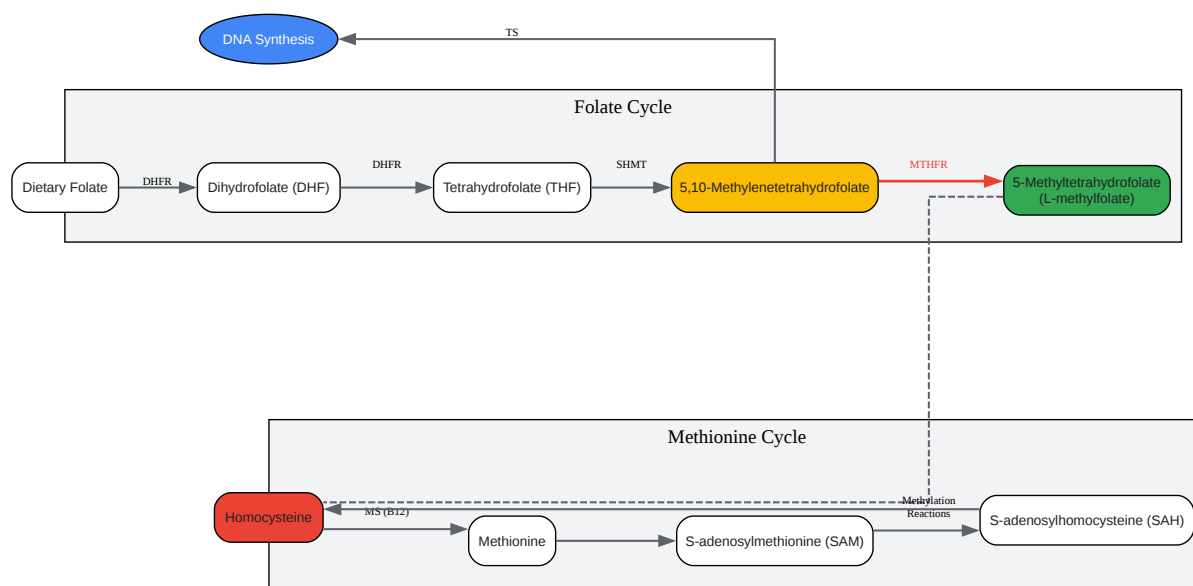 DNA Synthesis
TS
Folate Cycle
Dietary Folate
DHFR
Dihydrofolate (DHF)
DHFR
Tetrahydrofolate (THF)
SHMT
5,10-Methylenetetrahydrofolate
MTHFR
5-Methyltetrahydrofolate
(L-methylfolate)
Methionine Cycle
Homocysteine
MS (B12)
Methionine
S-adenosylmethionine (SAM)
Methylation
Reactions
S-adenosylhomocysteine (SAH)